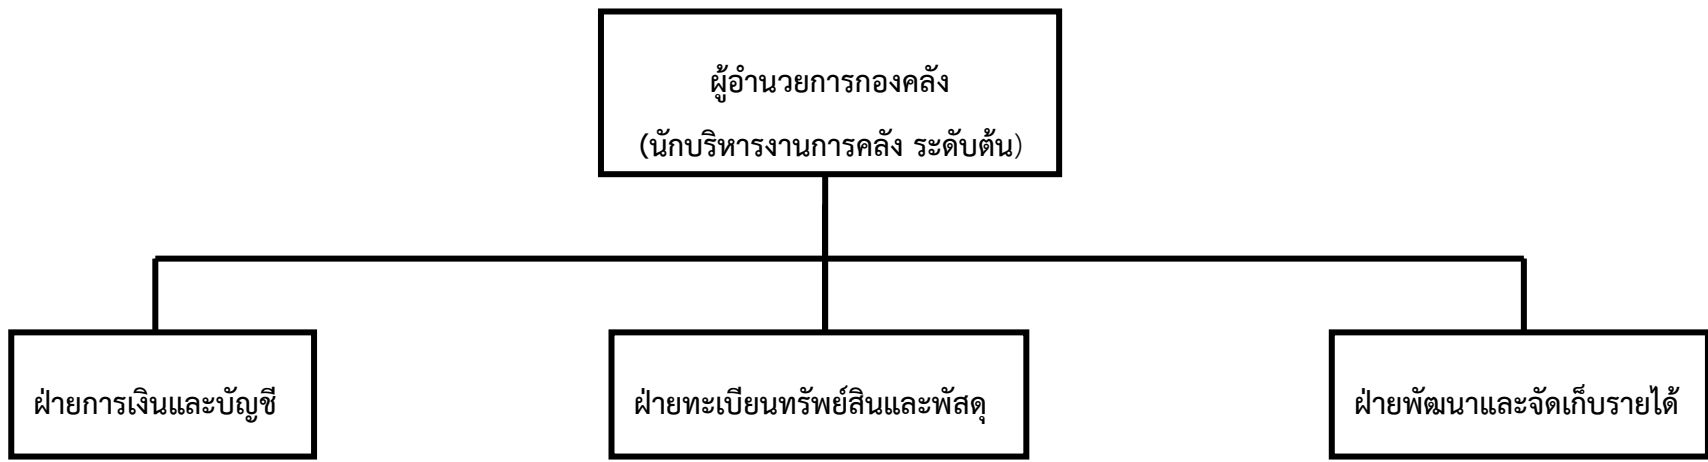 ผู้อำนวยการกองคลัง
(นักบริหารงานการคลัง ระดับต้น)
ฝ่ายการเงินและบัญชี
ฝ่ายทะเบียนทรัพย์สินและพัสดุ
ฝ่ายพัฒนาและจัดเก็บรายได้